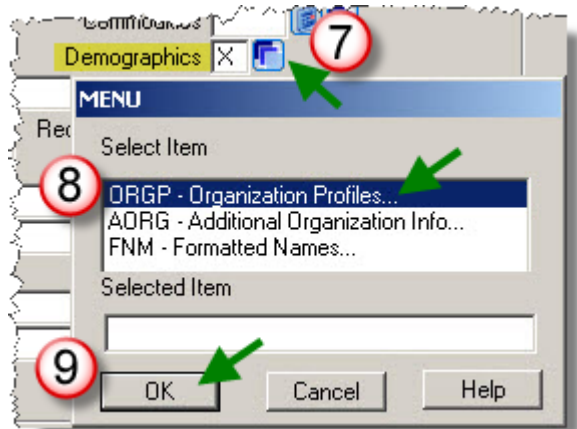 Commodities
7
Demographics X
MENU
Rec
Select Item
8
ORGP - Organization Profiles...
AORG - Additional Organization Info...
FNM - Formatted Names...
Selected Item
9
OK Cancel Help